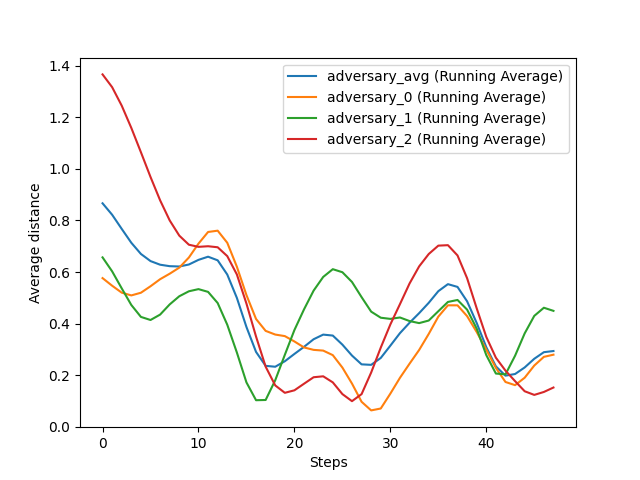 1.4
1.2
1.0
0.8
0.6
0.4
0.2
0.0
Average distance
adversary_avg (Running Average)
adversary_0 (Running Average)
adversary_1 (Running Average)
adversary_2 (Running Average)
0 10 20 30 40
Steps